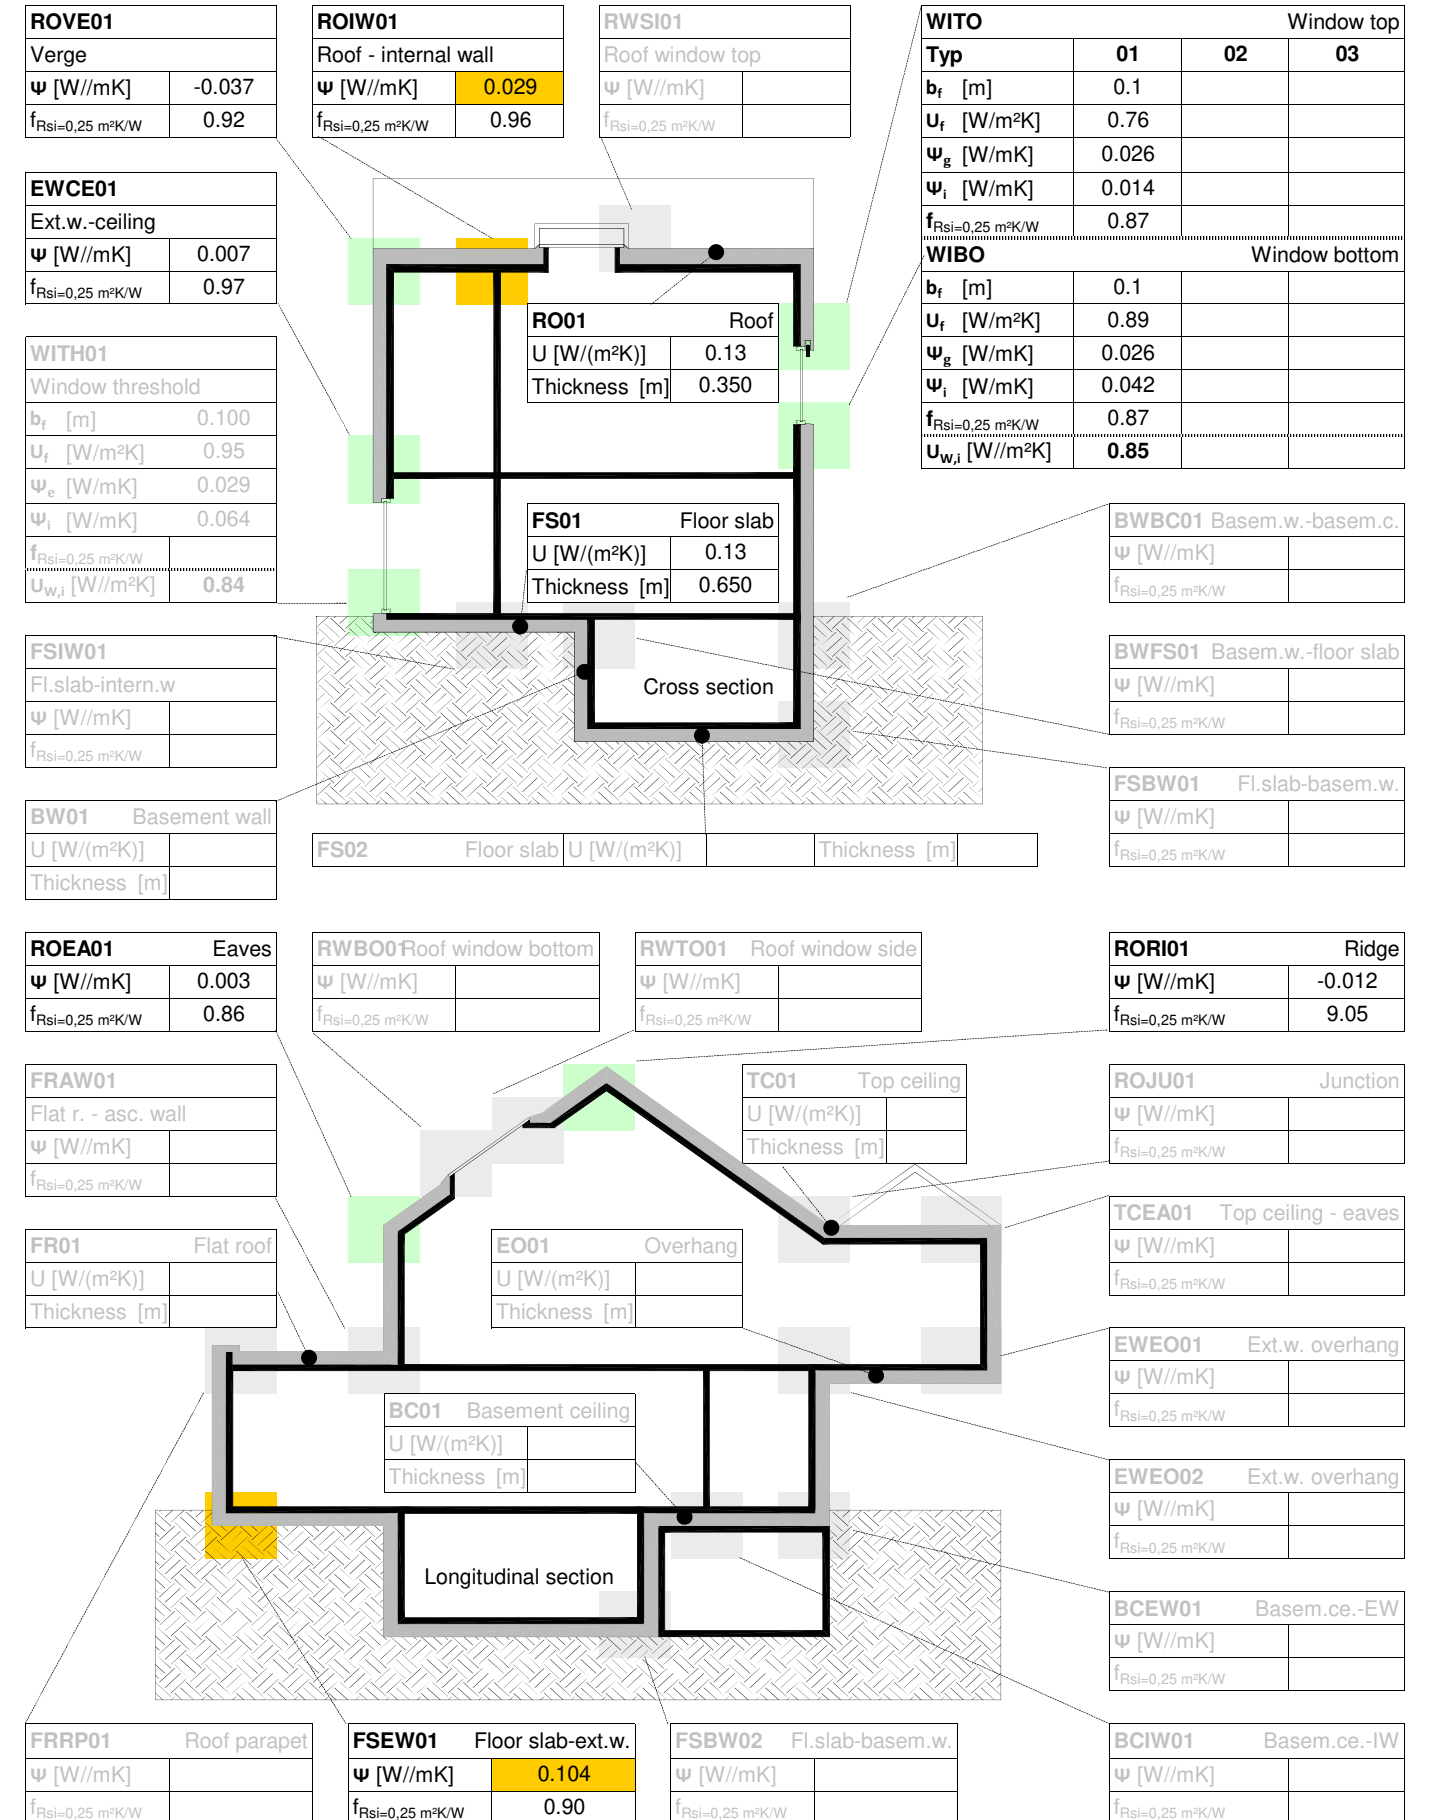 ROVE01
Verge
Ψ [W//mK] -0.037
fRsi=0,25 m²K/W 0.92
ROIW01
Roof - internal wall
Ψ [W//mK] 0.029
fRsi=0,25 m²K/W 0.96
RWSI01
Roof window top
Ψ [W//mK]
fRsi=0,25 m²K/W
WITO Window top
Typ 01 02 03
bf [m] 0.1
Uf [W/m²K] 0.76
Ψg [W/mK] 0.026
Ψi [W/mK] 0.014
fRsi=0,25 m²K/W 0.87
WIBO Window bottom
bf [m] 0.1
Uf [W/m²K] 0.89
Ψg [W/mK] 0.026
Ψi [W/mK] 0.042
fRsi=0,25 m²K/W 0.87
UW,i [W//m²K] 0.85
EWCE01
Ext.w.-ceiling
Ψ [W//mK] 0.007
fRsi=0,25 m²K/W 0.97
RO01 Roof
U [W/(m²K)] 0.13
Thickness [m] 0.350
WITH01
Window threshold
bf [m] 0.100
Uf [W/m²K] 0.95
Ψe [W/mK] 0.029
Ψi [W/mK] 0.064
fRsi=0,25 m²K/W
UW,i [W//m²K] 0.84
FS01 Floor slab
U [W/(m²K)] 0.13
Thickness [m] 0.650
BWBC01 Basem.w.-basem.c.
Ψ [W//mK]
fRsi=0,25 m²K/W
FSIW01
Fl.slab-intern.w
Ψ [W//mK]
fRsi=0,25 m²K/W
Cross section
BWFS01 Basem.w.-floor slab
Ψ [W//mK]
fRsi=0,25 m²K/W
FSBW01 Fl.slab-basem.w.
Ψ [W//mK]
fRsi=0,25 m²K/W
BW01 Basement wall
U [W/(m²K)]
Thickness [m]
FS02 Floor slab U [W/(m²K)] Thickness [m]
ROEA01 Eaves
Ψ [W//mK] 0.003
fRsi=0,25 m²K/W 0.86
RWBO01Roof window bottom
Ψ [W//mK]
fRsi=0,25 m²K/W
RWTO01 Roof window side
Ψ [W//mK]
fRsi=0,25 m²K/W
RORI01 Ridge
Ψ [W//mK] -0.012
fRsi=0,25 m²K/W 9.05
FRAW01
Flat r. - asc. wall
Ψ [W//mK]
fRsi=0,25 m²K/W
TC01 Top ceiling
U [W/(m²K)]
Thickness [m]
ROJU01 Junction
Ψ [W//mK]
fRsi=0,25 m²K/W
FR01 Flat roof
U [W/(m²K)]
Thickness [m]
EO01 Overhang
U [W/(m²K)]
Thickness [m]
TCEA01 Top ceiling - eaves
Ψ [W//mK]
fRsi=0,25 m²K/W
EWEO01 Ext.w. overhang
Ψ [W//mK]
fRsi=0,25 m²K/W
BC01 Basement ceiling
U [W/(m²K)]
Thickness [m]
EWEO02 Ext.w. overhang
Ψ [W//mK]
fRsi=0,25 m²K/W
Longitudinal section
BCEW01 Basem.ce.-EW
Ψ [W//mK]
fRsi=0,25 m²K/W
FRRP01 Roof parapet
Ψ [W//mK]
fRsi=0,25 m²K/W
FSEW01 Floor slab-ext.w.
Ψ [W//mK] 0.104
fRsi=0,25 m²K/W 0.90
FSBW02 Fl.slab-basem.w.
Ψ [W//mK]
fRsi=0,25 m²K/W
BCIW01 Basem.ce.-IW
Ψ [W//mK]
fRsi=0,25 m²K/W